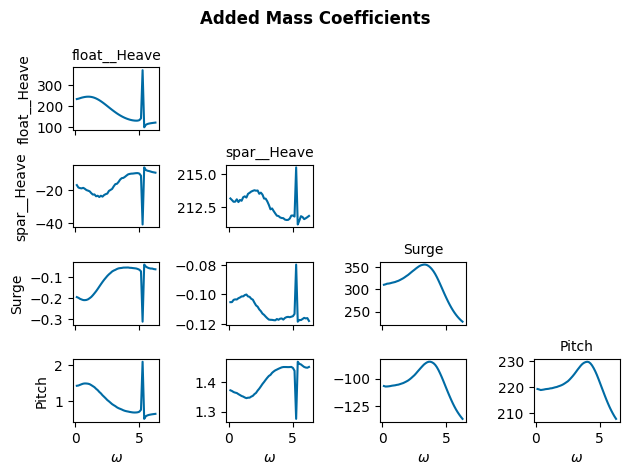 Added Mass Coefficients
float__Heave
float__Heave
300
200
100
spar__Heave
spar__Heave
−20
−40
215.0
212.5
Surge
Surge
−0.1
−0.2
−0.3
−0.08
−0.10
−0.12
350
300
250
Pitch
Pitch
2
1
1.4
1.3
−100
−125
230
220
210
0 5
0 5
0 5
0 5
ω
ω
ω
ω